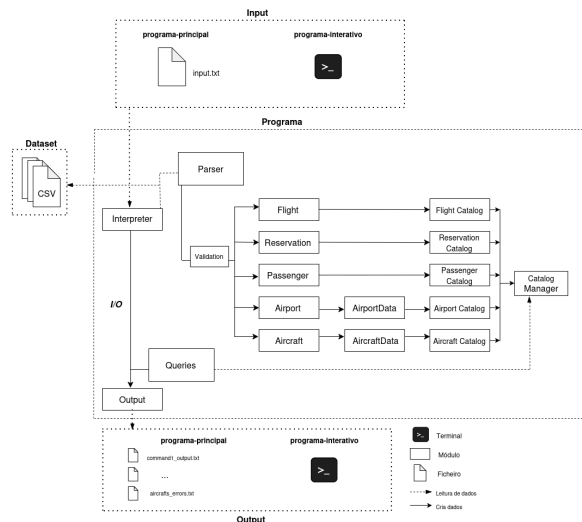 Input
programa-principal
programa-interativo
input.txt
>_
Programa
Dataset
CSV
Parser
Interpreter
Validation
Flight
Flight Catalog
Reservation
Reservation
Catalog
Passenger
Passenger
Catalog
Catalog
Manager
Airport
AirportData
Airport Catalog
Aircraft
AircraftData
Aircraft Catalog
I/O
Queries
Output
programa-principal
programa-interativo
command1_output.txt
...
aircrafts_errors.txt
>_
Output
>_
Terminal
Módulo
Ficheiro
Leitura de dados
Cria dados